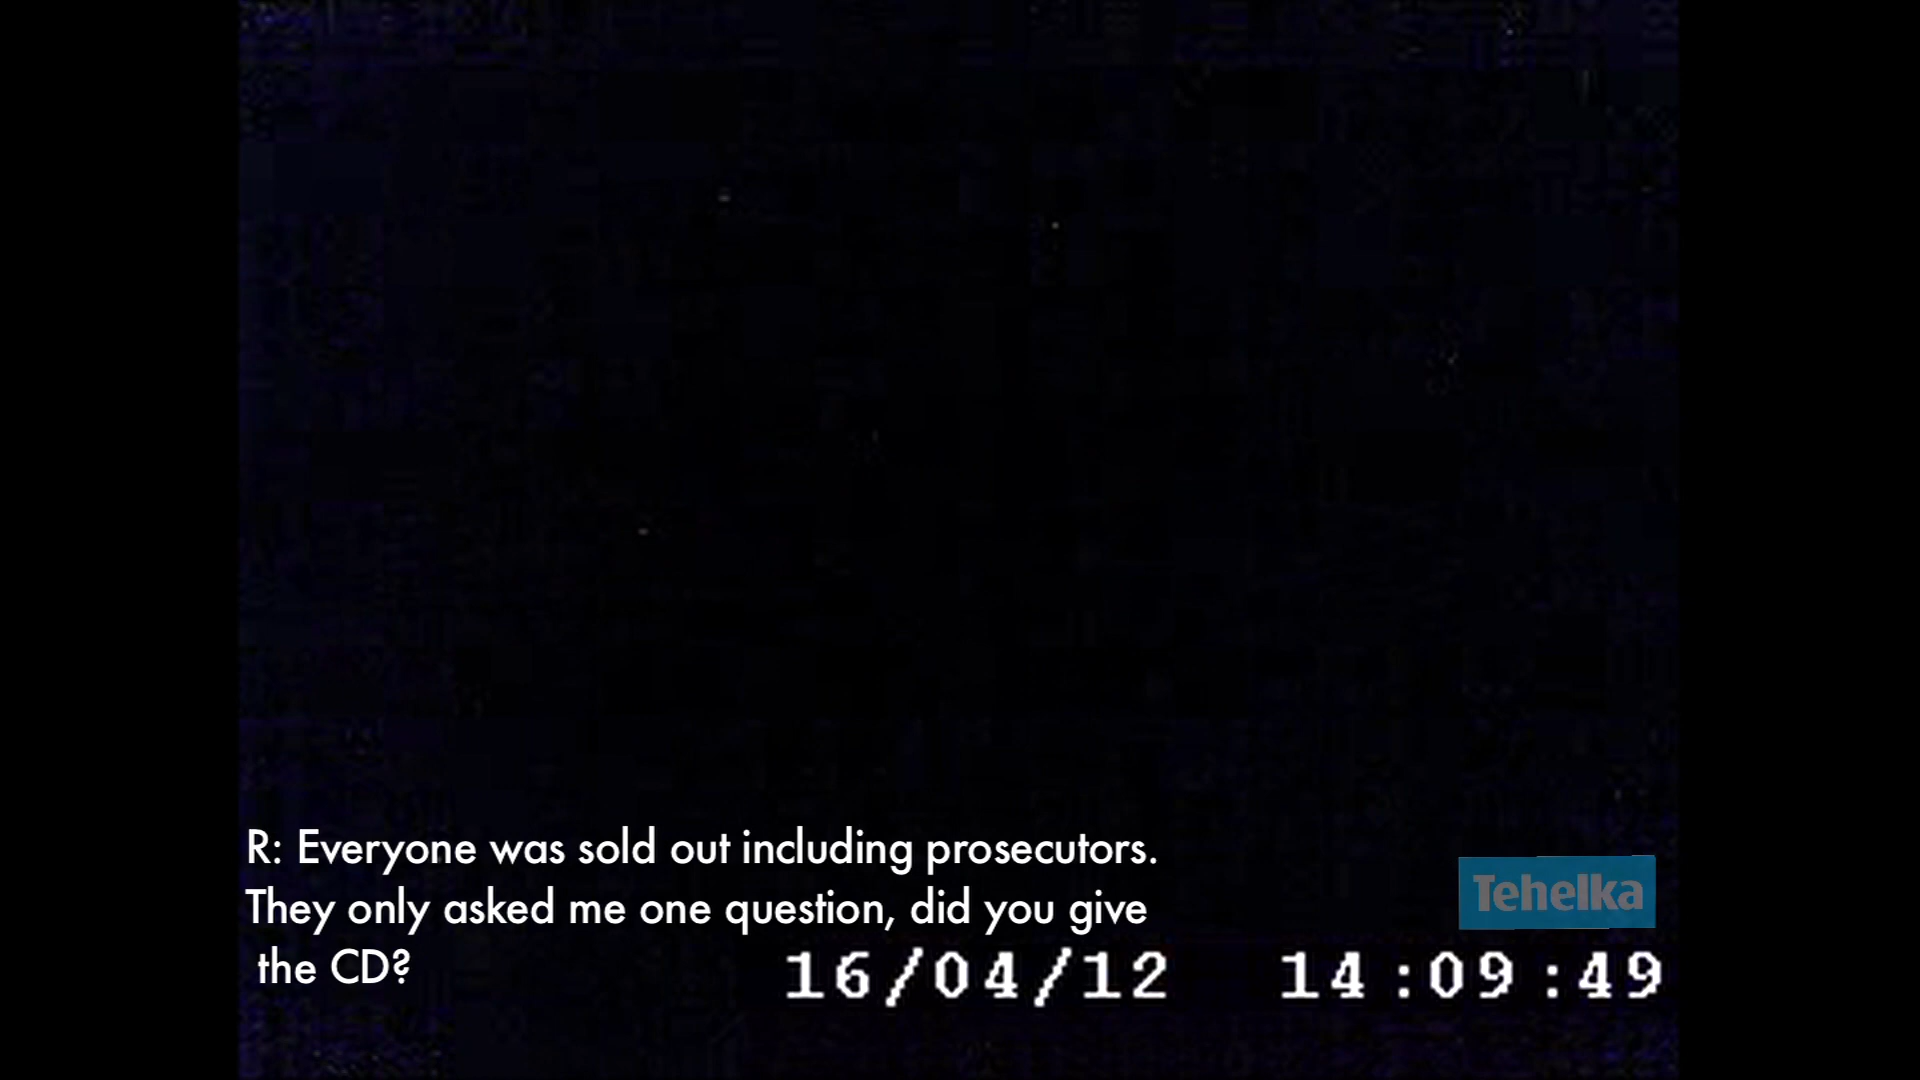 R: Everyone was sold out including prosecutors.
They only asked me one question, did you give
the CD?
Tehelka
16/04/12 14:09:49